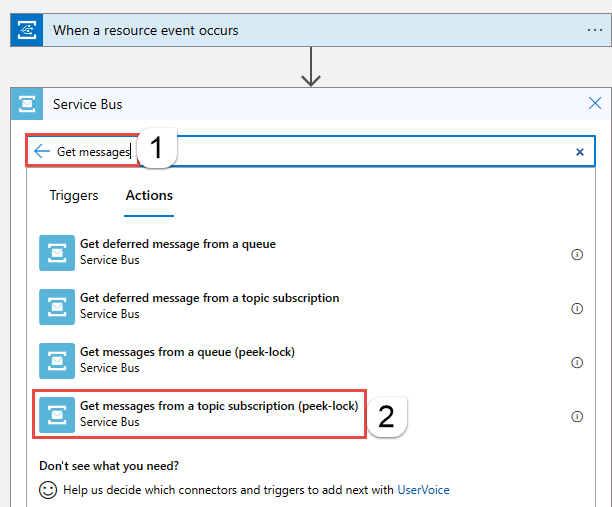 When a resource event occurs
...
Service Bus
Get messages
1
Triggers
Actions
Get deferred message from a queue
Service Bus
Get deferred message from a topic subscription
Service Bus
Get messages from a queue (peek-lock)
Service Bus
Get messages from a topic subscription (peek-lock)
2
Service Bus
Don't see what you need?
Help us decide which connectors and triggers to add next with UserVoice